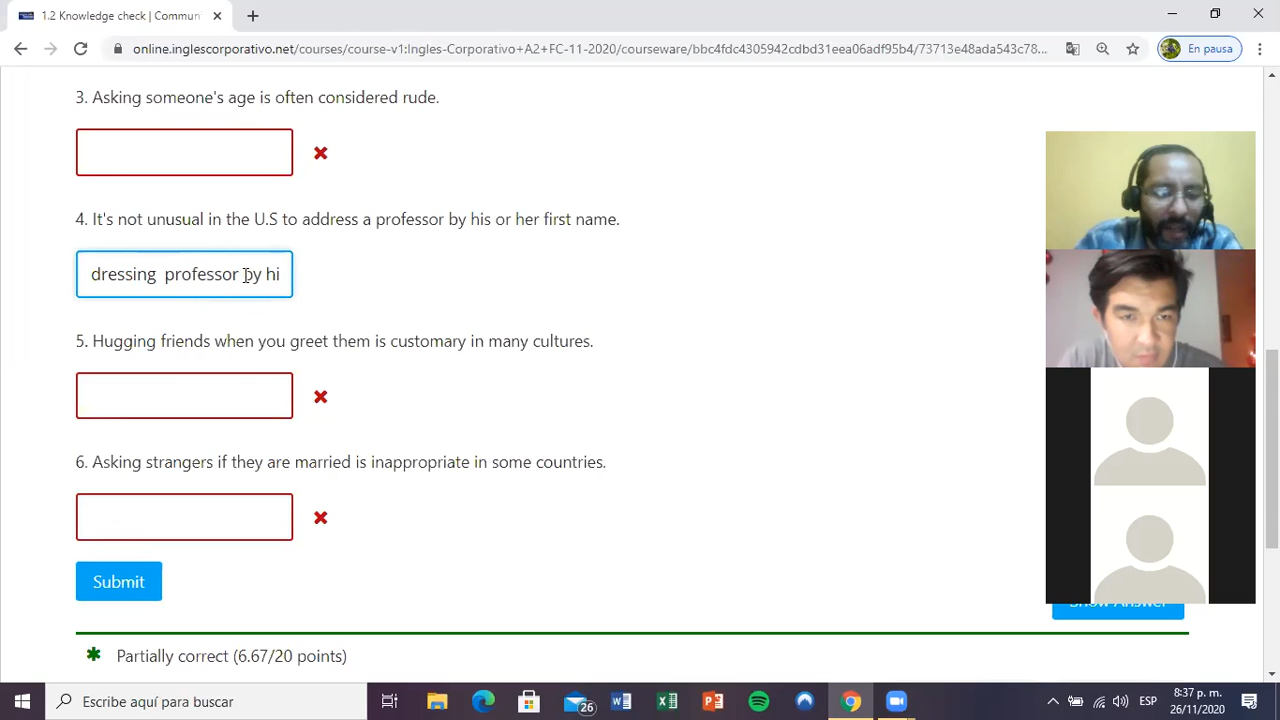 1.2 Knowledge check | Commun
online.inglescorporativo.net/courses/course-v1:Ingles-Corporativo+A2+FC-11-2020/courseware/bbc4fdc4305942cdbd31eea06adf95b4/73713e48ada543c78...
En pausa
3. Asking someone's age is often considered rude.
4. It's not unusual in the U.S to address a professor by his or her first name.
dressing professor by hi
5. Hugging friends when you greet them is customary in many cultures.
6. Asking strangers if they are married is inappropriate in some countries.
Submit
Show Answer
Partially correct (6.67/20 points)
Escribe aquí para buscar
26
ESP
8:37 p. m.
26/11/2020